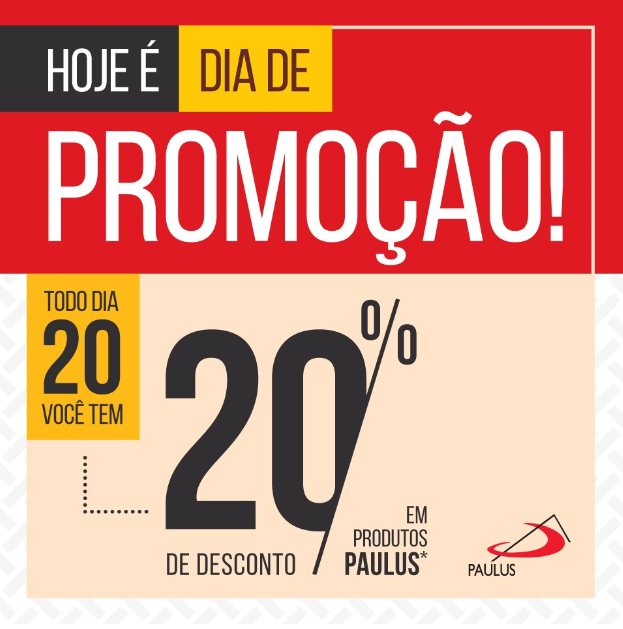 HOJE É DIA DE
PROMOÇÃO!
TODO DIA
20
VOCÊ TEM
20%
DE DESCONTO
EM
PRODUTOS
PAULUS*
PAULUS